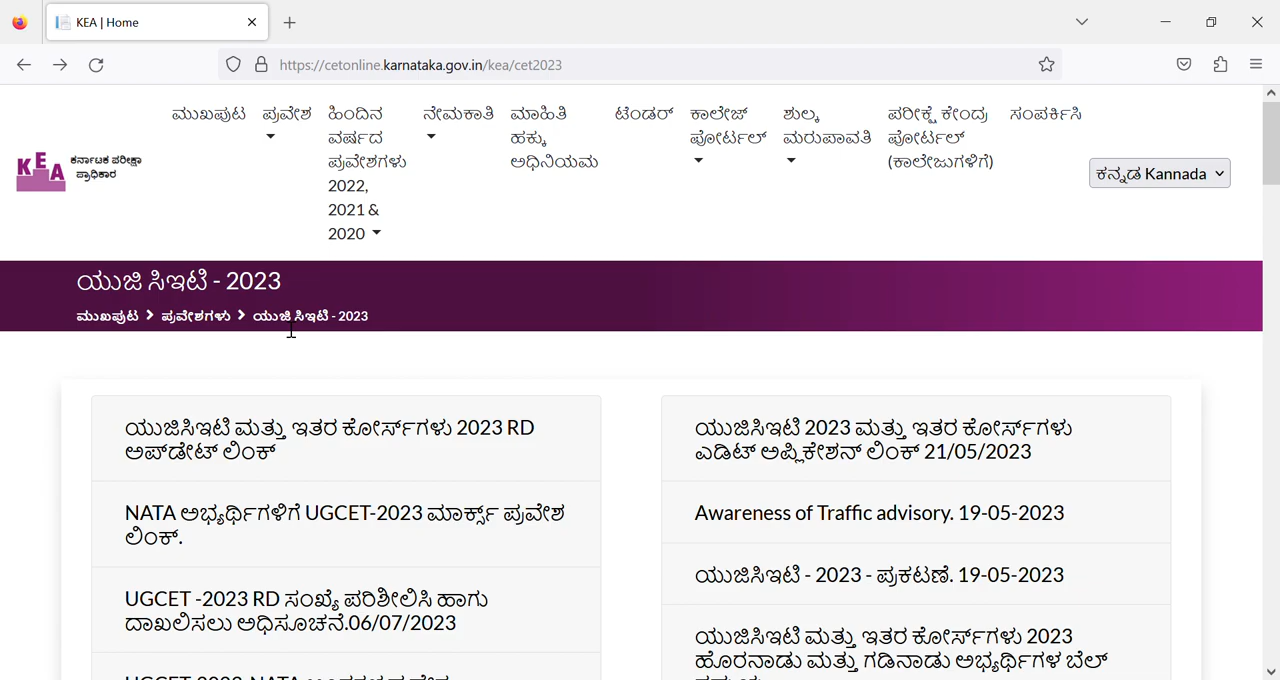 KEA | Home
https://cetonline.karnataka.gov.in/kea/cet2023
KEA
ಕರ್ನಾಟಕ ಪರೀಕ್ಷಾ
ಪ್ರಾಧಿಕಾರ
ಮುಖಪುಟ
ಪ್ರವೇಶ
ಹಿಂದಿನ
ವರ್ಷದ
ಪ್ರವೇಶಗಳು
2022,
2021 &
2020
ನೇಮಕಾತಿ
ಮಾಹಿತಿ
ಹಕ್ಕು
ಅಧಿನಿಯಮ
ಟೆಂಡರ್
ಕಾಲೇಜ್
ಪೋರ್ಟಲ್
ಶುಲ್ಕ
ಮರುಪಾವತಿ
ಪರೀಕ್ಷೆ ಕೇಂದ್ರ
ಪೋರ್ಟಲ್
(ಕಾಲೇಜುಗಳಿಗೆ)
ಸಂಪರ್ಕಿಸಿ
ಕನ್ನಡ Kannada
ಯುಜಿ ಸಿಇಟಿ - 2023
ಮುಖಪುಟ > ಪ್ರವೇಶಗಳು > ಯುಜಿ ಸಿಇಟಿ - 2023
ಯುಜಿಸಿಇಟಿ ಮತ್ತು ಇತರ ಕೋರ್ಸ್‌ಗಳು 2023 RD
ಅಪ್‌ಡೇಟ್ ಲಿಂಕ್
NATA ಅಭ್ಯರ್ಥಿಗಳಿಗೆ UGCET-2023 ಮಾರ್ಕ್ಸ್ ಪ್ರವೇಶ
ಲಿಂಕ್.
UGCET -2023 RD ಸಂಖ್ಯೆ ಪರಿಶೀಲಿಸಿ ಹಾಗು
ದಾಖಲಿಸಲು ಅಧಿಸೂಚನೆ.06/07/2023
ಯುಜಿಸಿಇಟಿ 2023 ಮತ್ತು ಇತರ ಕೋರ್ಸ್‌ಗಳು
ಎಡಿಟ್ ಅಪ್ಲಿಕೇಶನ್ ಲಿಂಕ್ 21/05/2023
Awareness of Traffic advisory. 19-05-2023
ಯುಜಿಸಿಇಟಿ - 2023 - ಪ್ರಕಟಣೆ. 19-05-2023
ಯುಜಿಸಿಇಟಿ ಮತ್ತು ಇತರ ಕೋರ್ಸ್‌ಗಳು 2023
ಹೊರನಾಡು ಮತ್ತು ಗಡಿನಾಡು ಅಭ್ಯರ್ಥಿಗಳ ಬೆಲ್